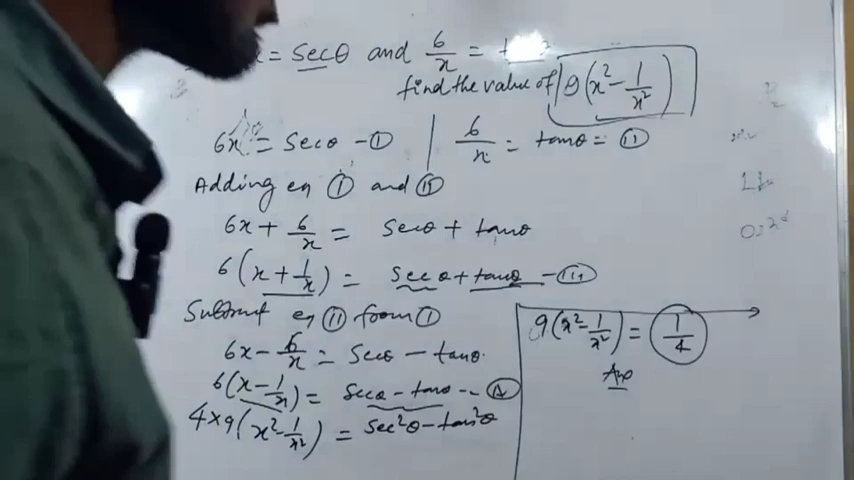 x = secθ and 6/x =
find the value of 9(x² - 1/x²)
6x = secθ - ① | 6/x = tanθ = ⑪
Adding eq ① and ⑪
6x + 6/x = secθ + tanθ
6(x + 1/x) = secθ + tanθ - ⑪⑪
Subtract eq ⑪ from ①
6x - 6/x = secθ - tanθ.
6(x - 1/x) = secθ - tanθ --
4×9(x² - 1/x²) = sec²θ - tan²θ
9(x² - 1/x²) = 1/4
Ans